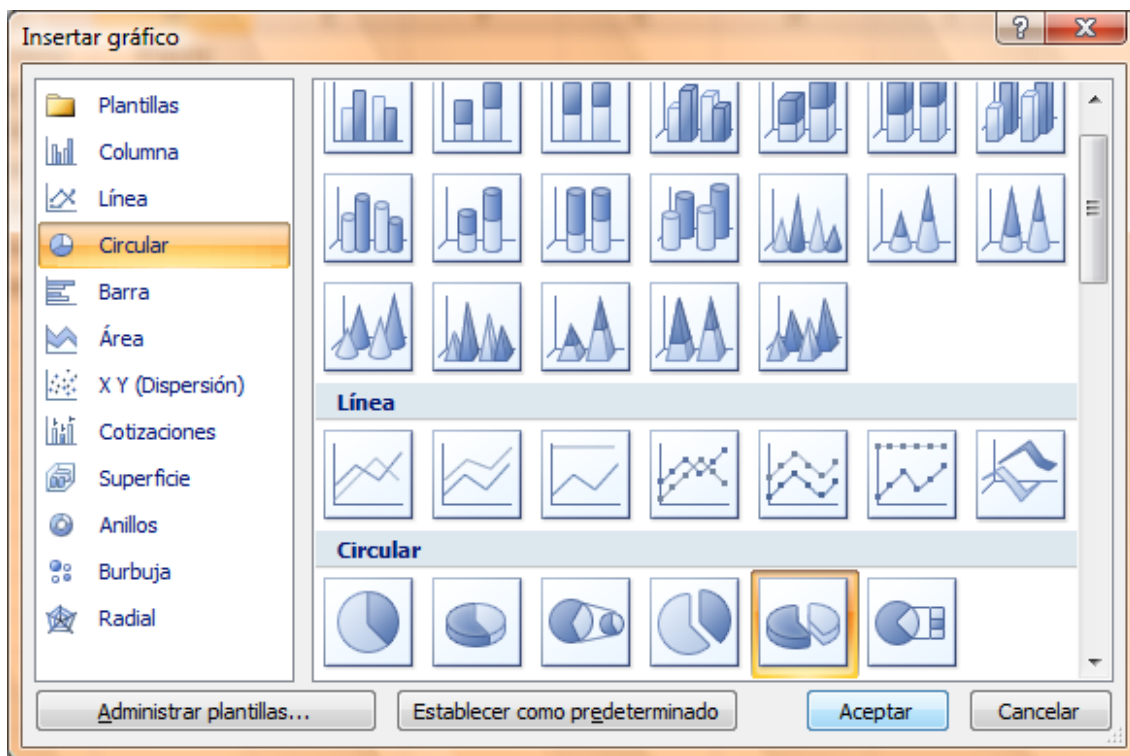 Insertar gráfico
Plantillas
Columna
Línea
Circular
Barra
Área
X Y (Dispersión)
Cotizaciones
Superficie
Anillos
Burbuja
Radial
Línea
Circular
Administrar plantillas...
Establecer como predeterminado
Aceptar
Cancelar